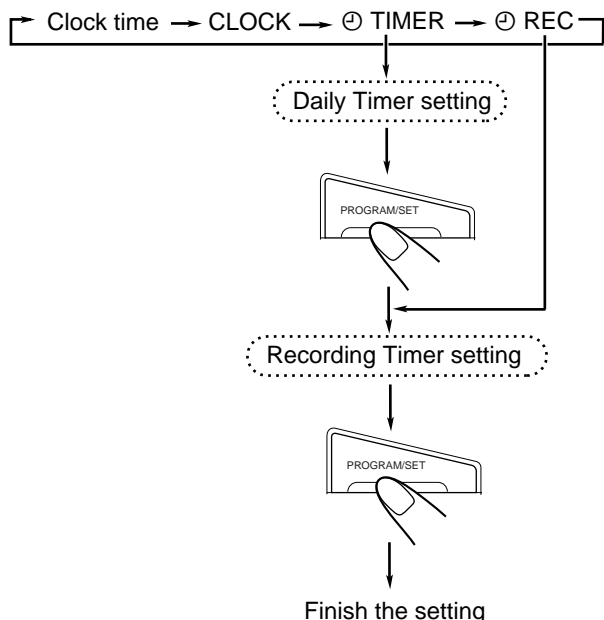 Clock time → CLOCK → ⏲ TIMER → ⏲ REC
Daily Timer setting
PROGRAM/SET
Recording Timer setting
PROGRAM/SET
Finish the setting